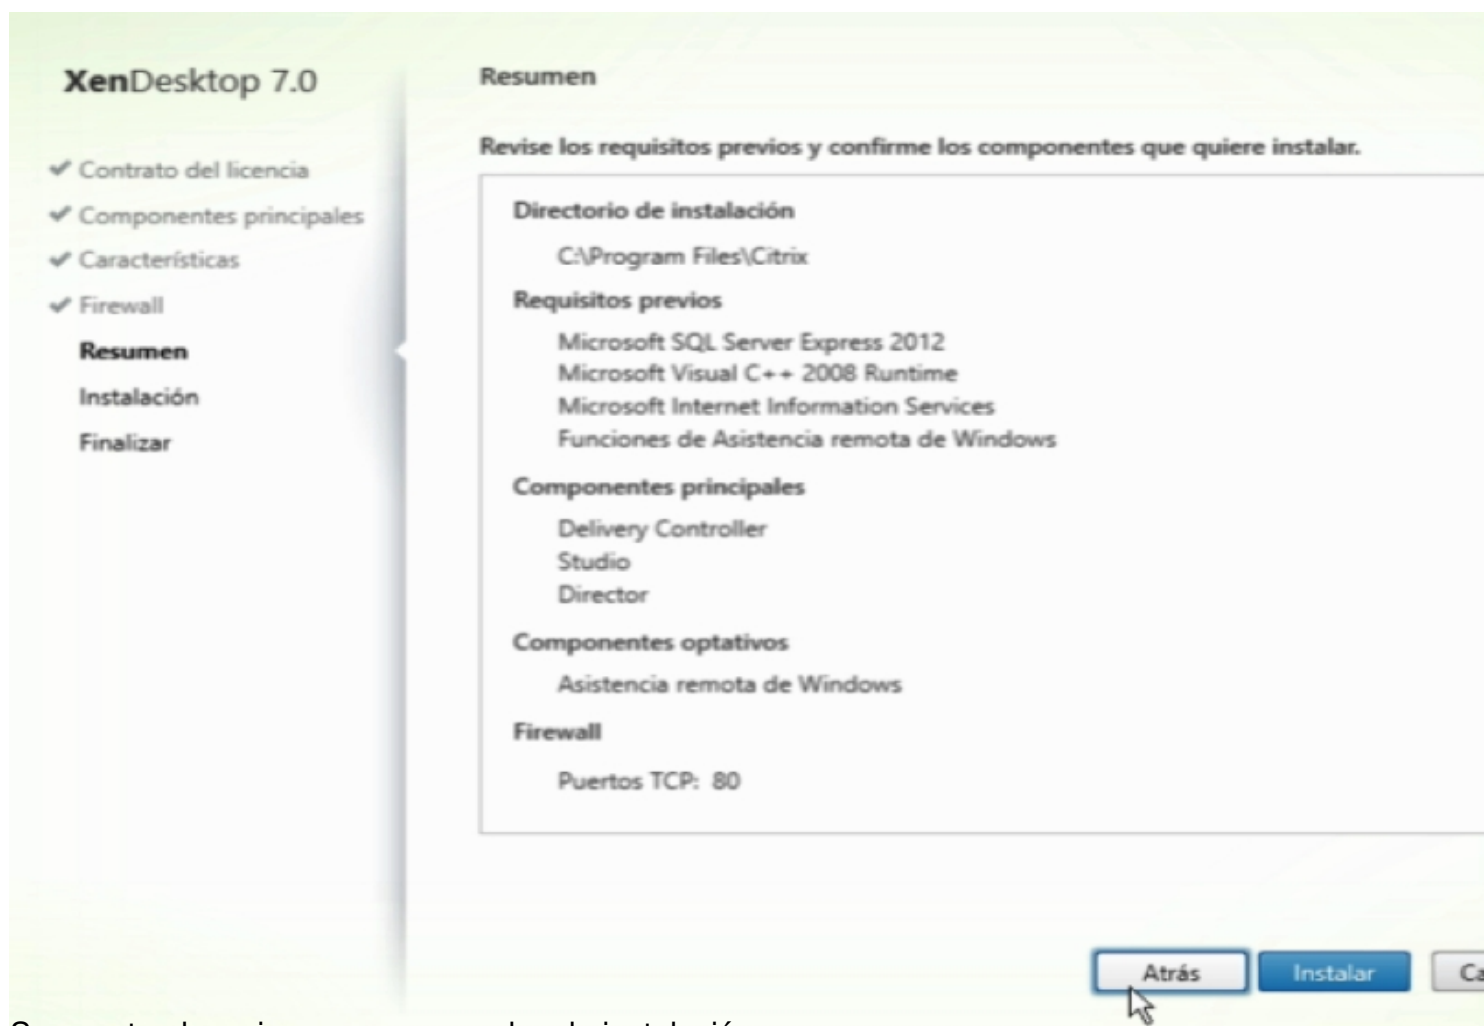 XenDesktop 7.0
Contrato del licencia
Componentes principales
Características
Firewall
Resumen
Instalación
Finalizar
Resumen
Revise los requisitos previos y confirme los componentes que quiere instalar.
Directorio de instalación
C:\Program Files\Citrix
Requisitos previos
Microsoft SQL Server Express 2012
Microsoft Visual C++ 2008 Runtime
Microsoft Internet Information Services
Funciones de Asistencia remota de Windows
Componentes principales
Delivery Controller
Studio
Director
Componentes optativos
Asistencia remota de Windows
Firewall
Puertos TCP: 80
Atrás
Instalar
Ca